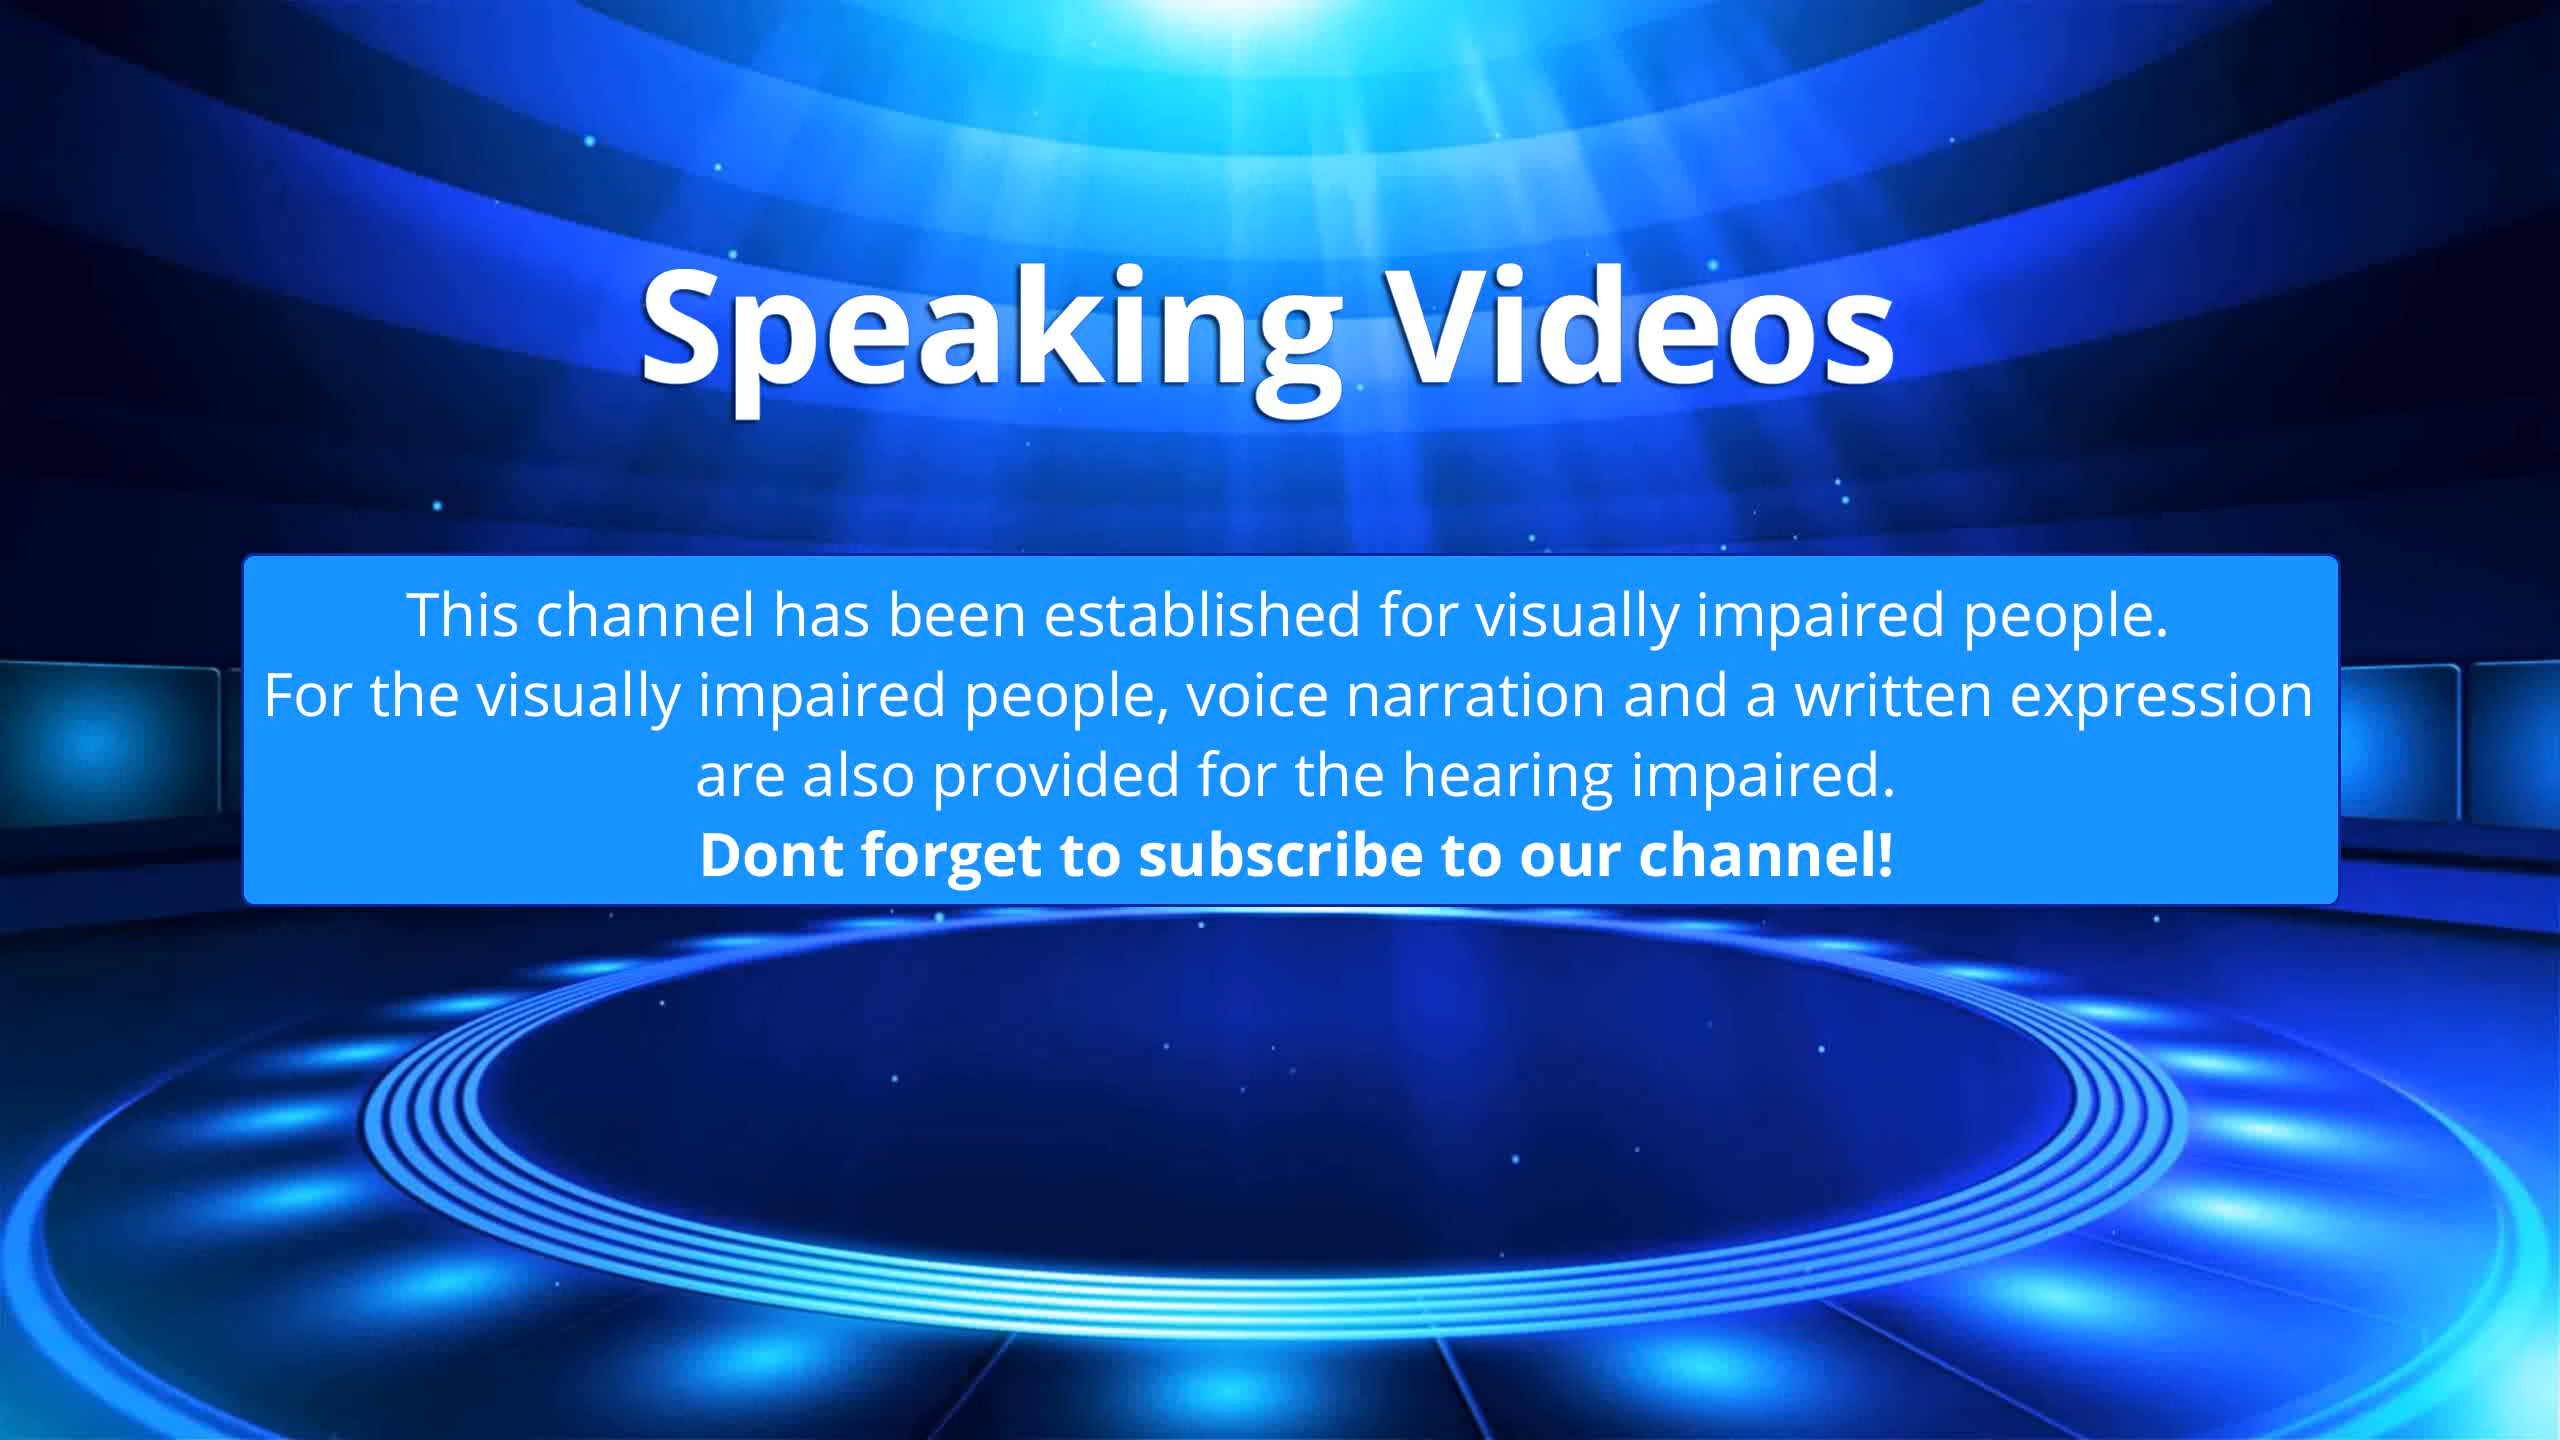 Speaking Videos
This channel has been established for visually impaired people.
For the visually impaired people, voice narration and a written expression
are also provided for the hearing impaired.
Dont forget to subscribe to our channel!